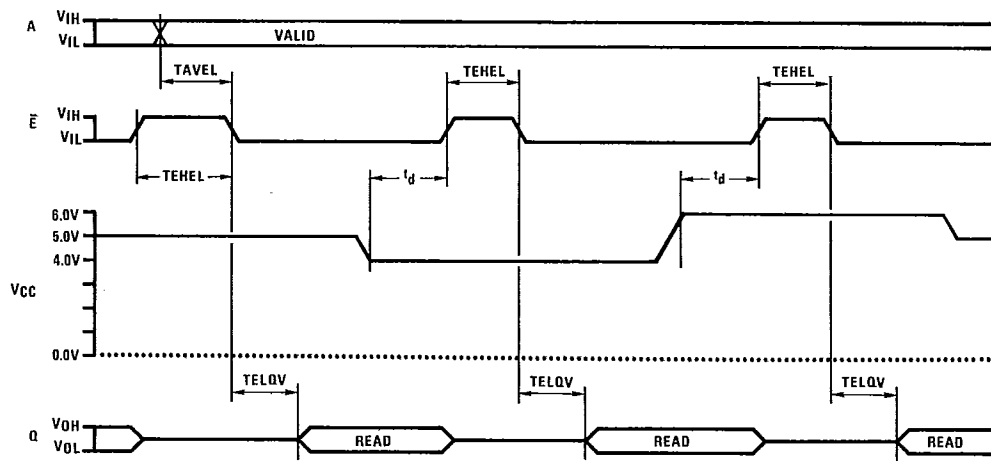 A VIH
VIL
VALID
TAVEL TEHEL TEHEL
Ē VIH
VIL
TEHEL td td
6.0V
5.0V
4.0V
VCC
0.0V
TELQV TELQV TELQV
Q VOH
VOL
READ READ READ